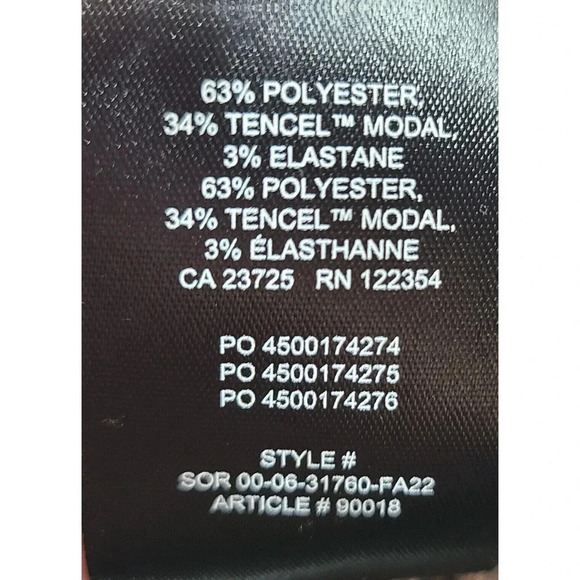 63% POLYESTER,
34% TENCEL™ MODAL,
3% ELASTANE
63% POLYESTER,
34% TENCEL™ MODAL,
3% ÉLASTHANNE
CA 23725 RN 122354
PO 4500174274
PO 4500174275
PO 4500174276
STYLE #
SOR 00-06-31760-FA22
ARTICLE # 90018